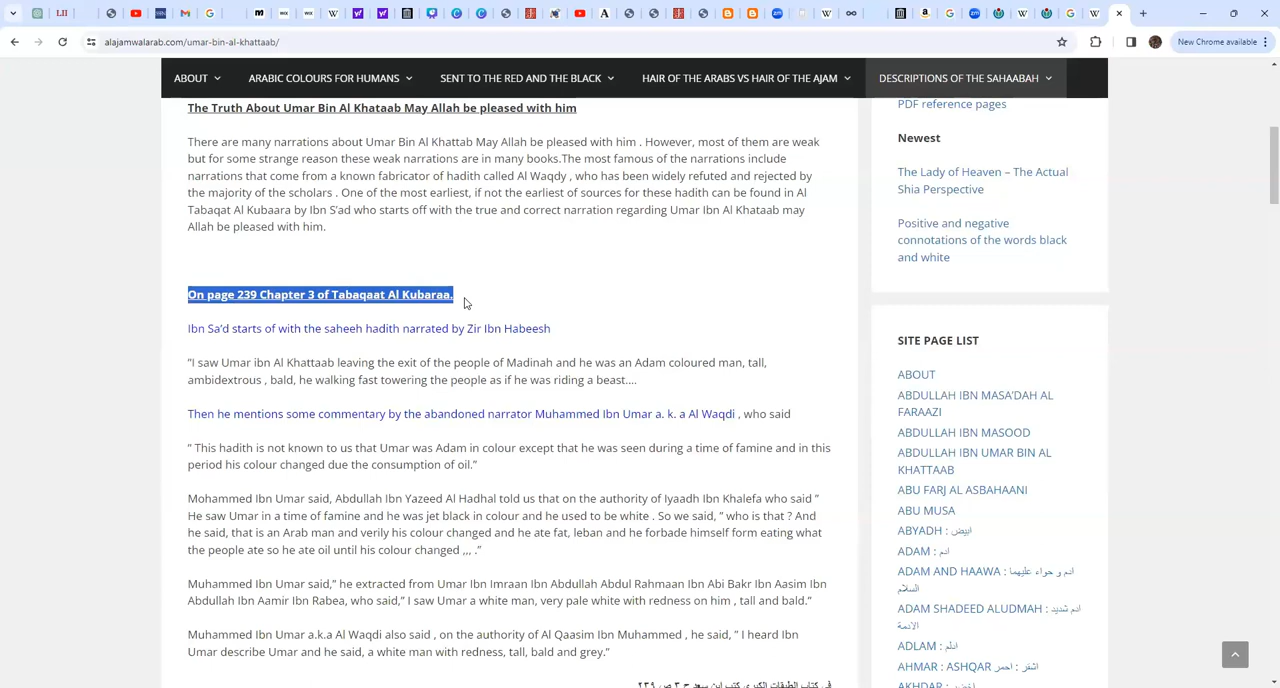 alajamwalarab.com/umar-bin-al-khattaab/
New Chrome available
ABOUT
ARABIC COLOURS FOR HUMANS
SENT TO THE RED AND THE BLACK
HAIR OF THE ARABS VS HAIR OF THE AJAM
DESCRIPTIONS OF THE SAHAABAH
The Truth About Umar Bin Al Khataab May Allah be pleased with him
There are many narrations about Umar Bin Al Khattab May Allah be pleased with him . However, most of them are weak
but for some strange reason these weak narrations are in many books.The most famous of the narrations include
narrations that come from a known fabricator of hadith called Al Waqdy , who has been widely refuted and rejected by
the majority of the scholars . One of the most earliest, if not the earliest of sources for these hadith can be found in Al
Tabaqat Al Kubaara by Ibn S’ad who starts off with the true and correct narration regarding Umar Ibn Al Khataab may
Allah be pleased with him.
On page 239 Chapter 3 of Tabaqaat Al Kubaraa.
Ibn Sa’d starts of with the saheeh hadith narrated by Zir Ibn Habeesh
“I saw Umar ibn Al Khattaab leaving the exit of the people of Madinah and he was an Adam coloured man, tall,
ambidextrous , bald, he walking fast towering the people as if he was riding a beast….
Then he mentions some commentary by the abandoned narrator Muhammed Ibn Umar a. k. a Al Waqdi , who said
“ This hadith is not known to us that Umar was Adam in colour except that he was seen during a time of famine and in this
period his colour changed due the consumption of oil.”
Mohammed Ibn Umar said, Abdullah Ibn Yazeed Al Hadhal told us that on the authority of Iyaadh Ibn Khalefa who said ”
He saw Umar in a time of famine and he was jet black in colour and he used to be white . So we said, ” who is that ? And
he said, that is an Arab man and verily his colour changed and he ate fat, leban and he forbade himself form eating what
the people ate so he ate oil until his colour changed ,,, .”
Muhammed Ibn Umar also narracted from Umar Ibn Imraan Ibn Abdullah Abdul Rahmaan Ibn Abi Bakr Ibn Aasim Ibn
Abdullah Ibn Aamir Ibn Rabea, who said,” I saw Umar a white man, very pale white with redness on him , tall and bald.”
Muhammed Ibn Umar a.k.a Al Waqdi also said , on the authority of Al Qaasim Ibn Muhammed , he said, ” I heard Ibn
Umar describe Umar and he said, a white man with redness, tall, bald and grey.”
في كتاب الطبقات الكبرى كتب ابن سعد ج ٣ ص ٢٣٩
PDF reference pages
Newest
The Lady of Heaven – The Actual
Shia Perspective
Positive and negative
connotations of the words black
and white
SITE PAGE LIST
ABOUT
ABDULLAH IBN MASA’DAH AL
FARAAZI
ABDULLAH IBN MASOOD
ABDULLAH IBN UMAR BIN AL
KHATTAAB
ABU FARJ AL ASBAHAANI
ABU MUSA
ABYADH : ابيض
ADAM : ادم
ADAM AND HAAWA : ادم و حواء عليهما
السلام
ADAM SHADEED ALUDMAH : ادم شديد
الادمة
ADLAM : ادلم
AHMAR : ASHQAR اشقر : احمر
AKHDAR : اخضر